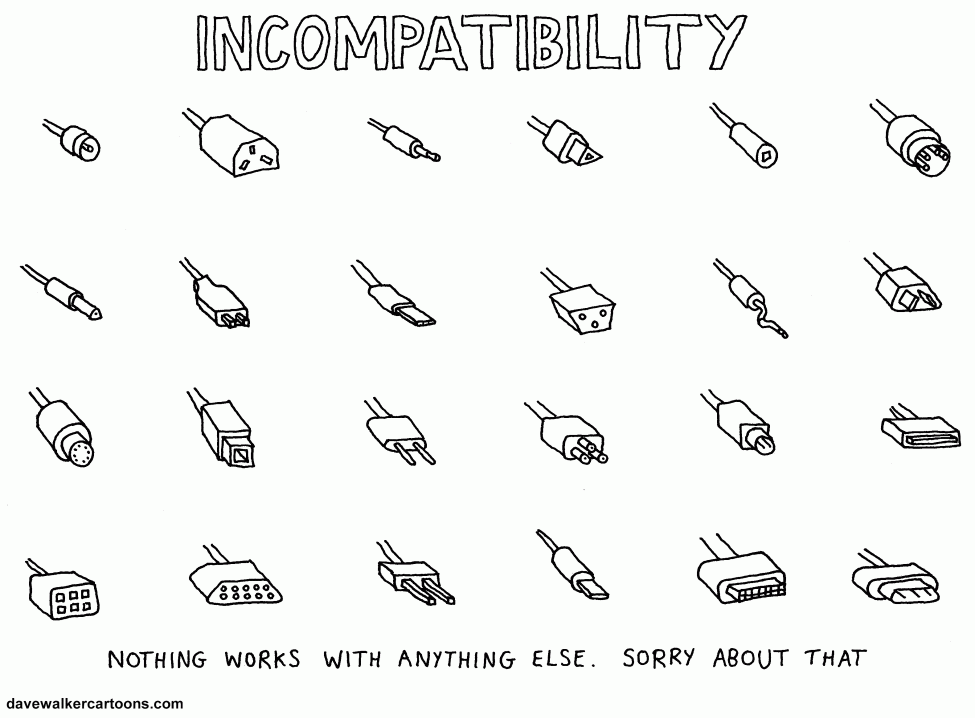 INCOMPATIBILITY
NOTHING WORKS WITH ANYTHING ELSE. SORRY ABOUT THAT
davewalkercartoons.com